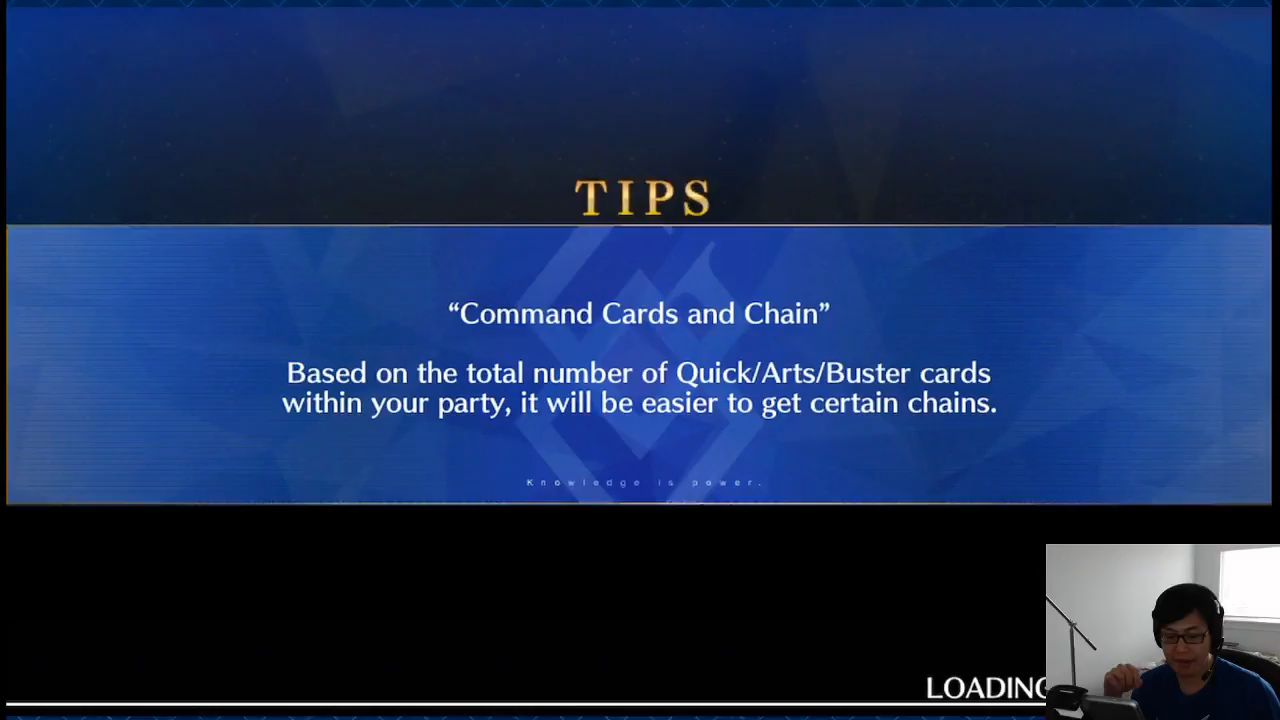 TIPS
“Command Cards and Chain”
Based on the total number of Quick/Arts/Buster cards
within your party, it will be easier to get certain chains.
Knowledge is power.
LOADING